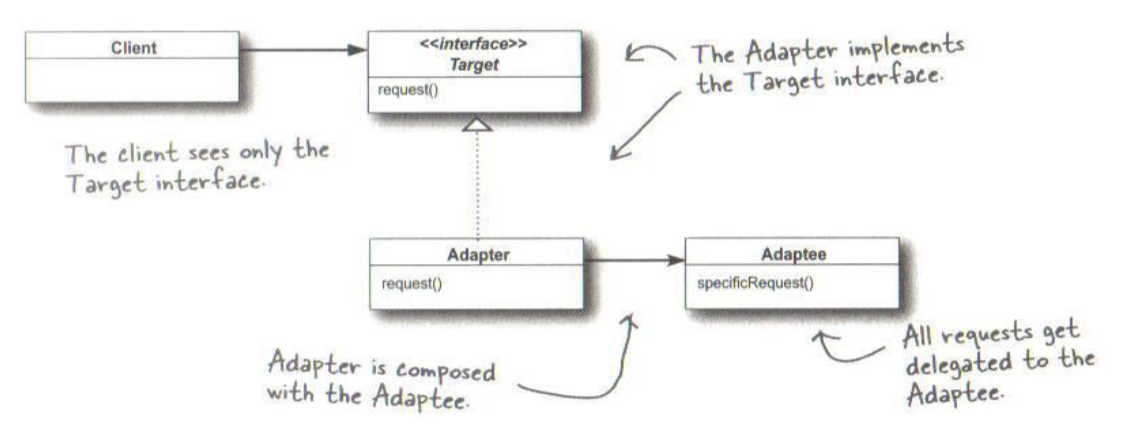 Client
<<interface>>
Target
request()
The Adapter implements
the Target interface.
The client sees only the
Target interface.
Adapter
request()
Adaptee
specificRequest()
Adapter is composed
with the Adaptee.
All requests get
delegated to the
Adaptee.